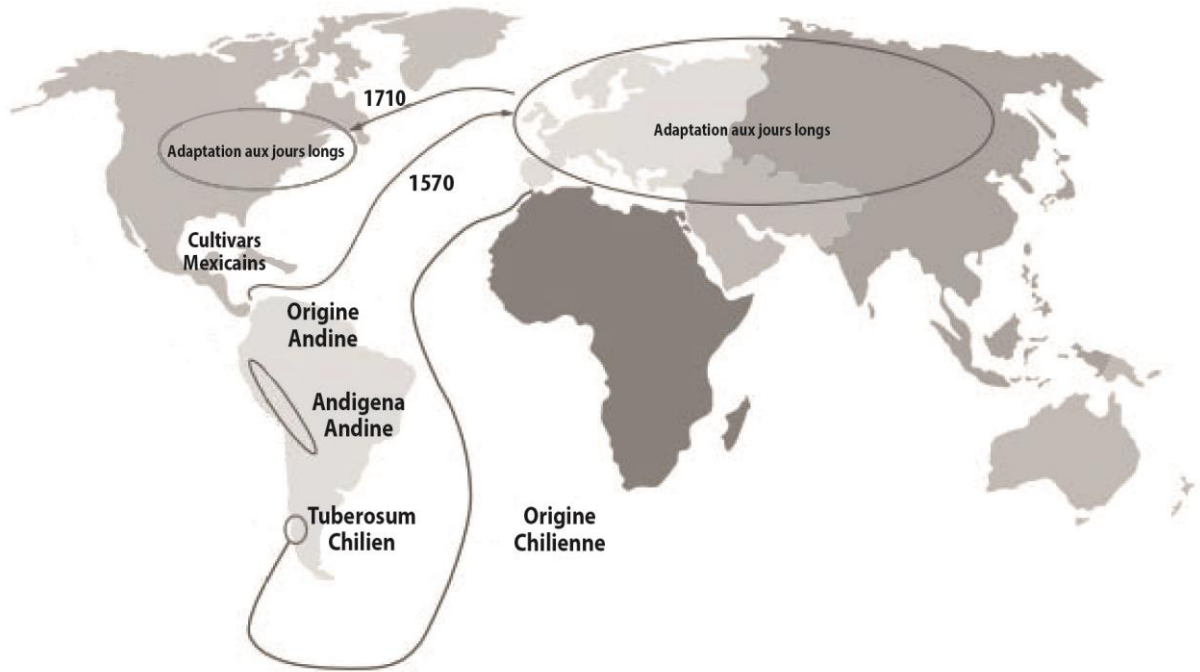 1710
Adaptation aux jours longs
Adaptation aux jours longs
1570
Cultivars
Mexicains
Origine
Andine
Andigena
Andine
Tuberosum
Chilien
Origine
Chilienne